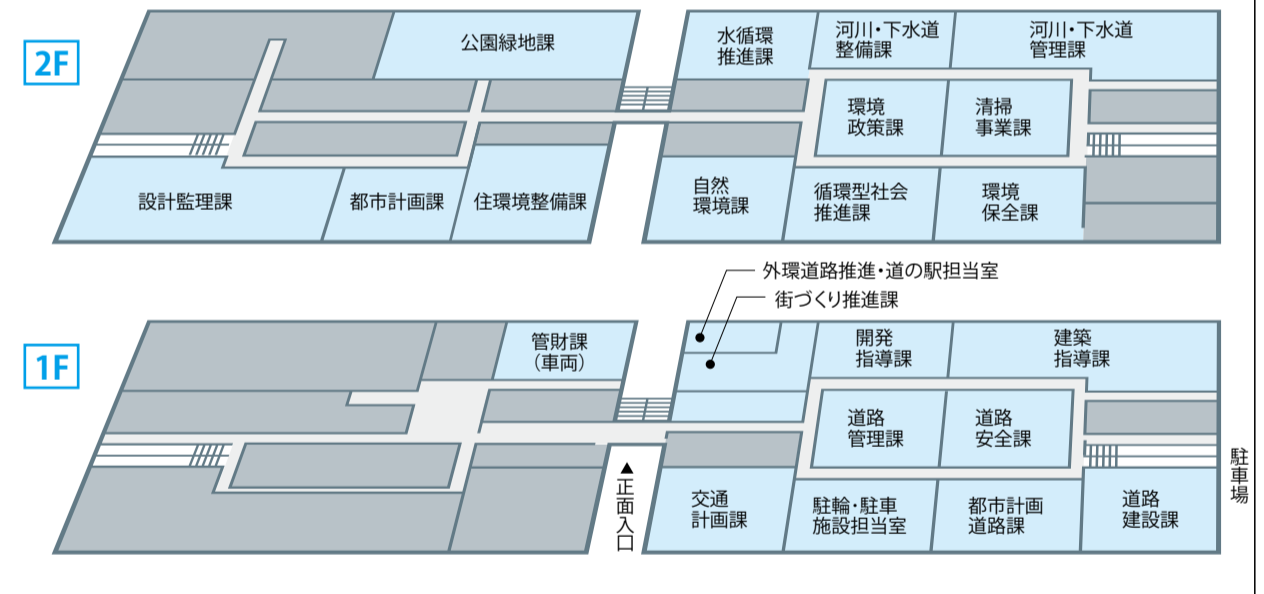 2F
公園緑地課
水循環
推進課
河川・下水道
整備課
河川・下水道
管理課
環境
政策課
清掃
事業課
設計監理課
都市計画課
住環境整備課
自然
環境課
循環型社会
推進課
環境
保全課
外環道路推進・道の駅担当室
街づくり推進課
1F
管財課
（車両）
開発
指導課
建築
指導課
道路
管理課
道路
安全課
▲正面入口
交通
計画課
駐輪・駐車
施設担当室
都市計画
道路課
道路
建設課
駐車場